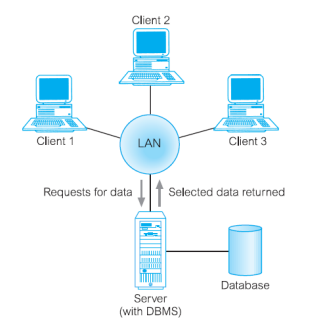 Client 2
Client 1
LAN
Client 3
Requests for data
Selected data returned
Server
(with DBMS)
Database